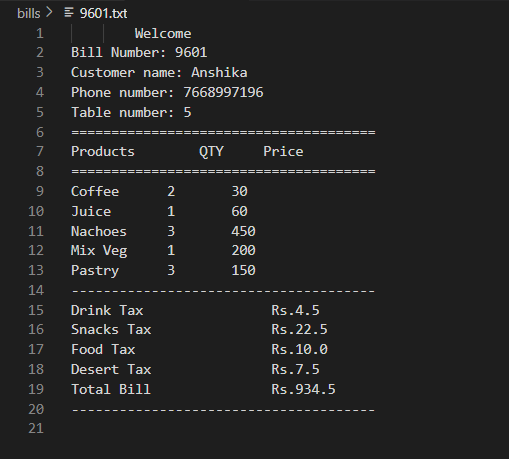 bills > 9601.txt
1 Welcome
2 Bill Number: 9601
3 Customer name: Anshika
4 Phone number: 7668997196
5 Table number: 5
6 ======================================
7 Products QTY Price
8 ======================================
9 Coffee 2 30
10 Juice 1 60
11 Nachoes 3 450
12 Mix Veg 1 200
13 Pastry 3 150
14 --------------------------------------
15 Drink Tax Rs.4.5
16 Snacks Tax Rs.22.5
17 Food Tax Rs.10.0
18 Desert Tax Rs.7.5
19 Total Bill Rs.934.5
20 --------------------------------------
21